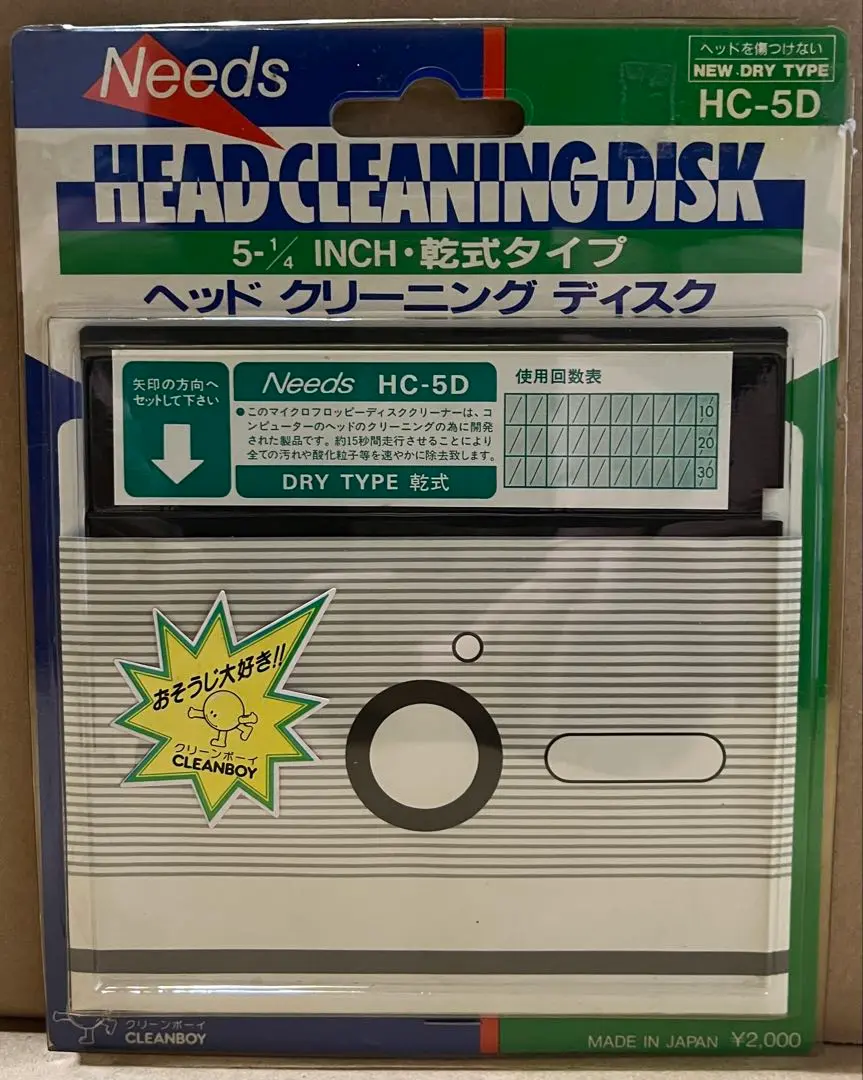 Needs
ヘッドを傷つけない
NEW・DRY TYPE
HC-5D
HEAD CLEANING DISK
5-1/4 INCH・乾式タイプ
ヘッド クリーニング ディスク
矢印の方向へ
セットして下さい
Needs HC-5D
●このマイクロフロッピーディスククリーナーは、コ
ンピューターのヘッドのクリーニングの為に開発
された製品です。約15秒間走行させることにより
全ての汚れや酸化粒子等を速やかに除去致します。
DRY TYPE 乾式
使用回数表
10
20
30
おそうじ大好き!!
クリーンボーイ
CLEANBOY
クリーンボーイ
CLEANBOY
MADE IN JAPAN ¥2,000